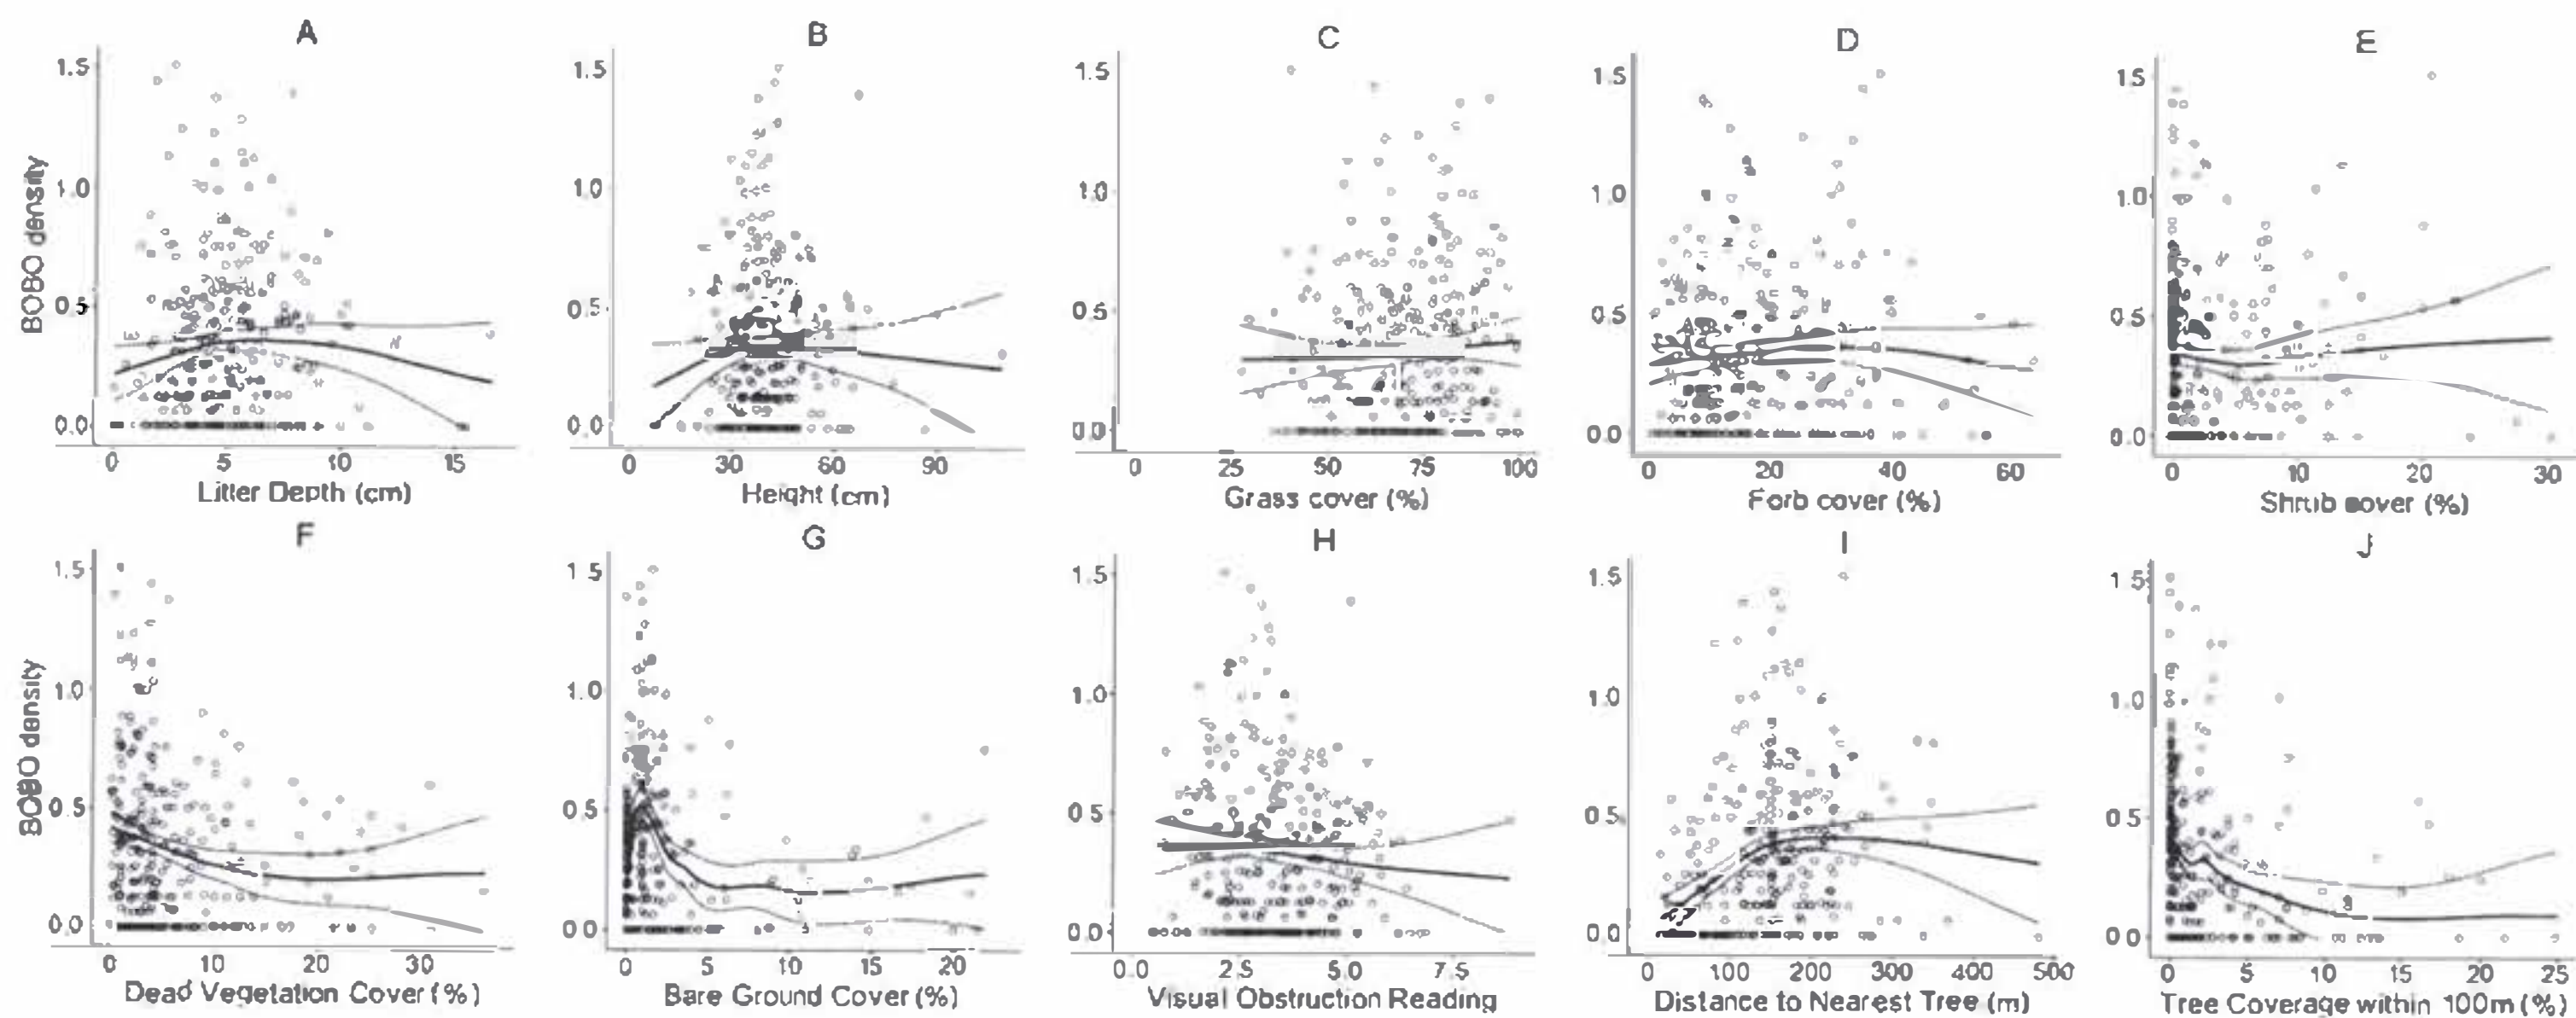 A B C D E
BOBO density
1.5 1.5 1.5 1.5 1.5
1.0 1.0 1.0 1.0 1.0
0.5 0.5 0.5 0.5 0.5
0.0 0.0 0.0 0.0 0.0
0 5 10 15 0 30 60 90 0 25 50 75 100 0 20 40 60 0 10 20 30
Litter Depth (cm) Height (cm) Grass cover (%) Forb cover (%) Shrub cover (%)
F G H I J
BOBO density
1.5 1.5 1.5 1.5 1.5
1.0 1.0 1.0 1.0 1.0
0.5 0.5 0.5 0.5 0.5
0.0 0.0 0.0 0.0 0.0
0 10 20 30 0 5 10 15 20 0.0 2.5 5.0 7.5 0 100 200 300 400 500 0 5 10 15 20 25
Dead Vegetation Cover (%) Bare Ground Cover (%) Visual Obstruction Reading Distance to Nearest Tree (m) Tree Coverage within 100m (%)